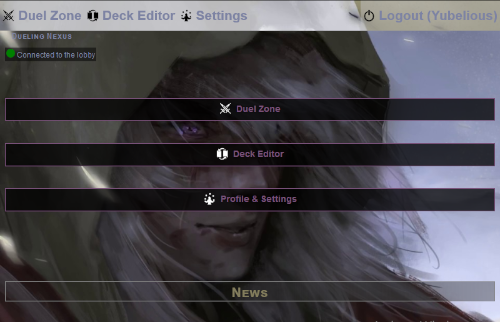 Duel Zone Deck Editor Settings Logout (Yubelious)
Dueling Nexus
Connected to the lobby
Duel Zone
Deck Editor
Profile & Settings
News